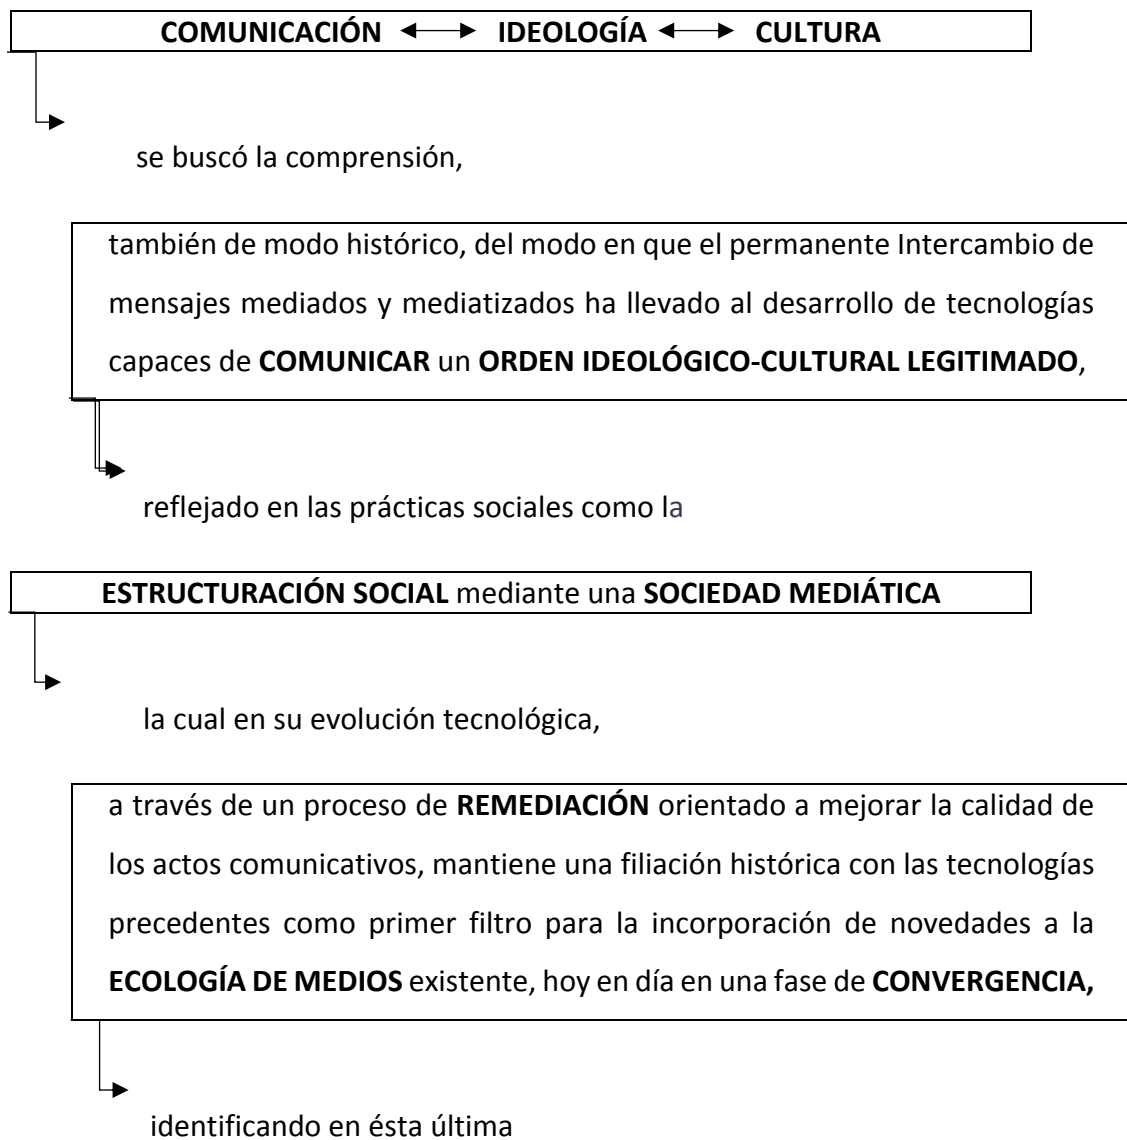 COMUNICACIÓN IDEOLOGÍA CULTURA
se buscó la comprensión,
también de modo histórico, del modo en que el permanente Intercambio de
mensajes mediados y mediatizados ha llevado al desarrollo de tecnologías
capaces de COMUNICAR un ORDEN IDEOLÓGICO-CULTURAL LEGITIMADO,
reflejado en las prácticas sociales como la
ESTRUCTURACIÓN SOCIAL mediante una SOCIEDAD MEDIÁTICA
la cual en su evolución tecnológica,
a través de un proceso de REMEDIACIÓN orientado a mejorar la calidad de
los actos comunicativos, mantiene una filiación histórica con las tecnologías
precedentes como primer filtro para la incorporación de novedades a la
ECOLOGÍA DE MEDIOS existente, hoy en día en una fase de CONVERGENCIA,
identificando en ésta última